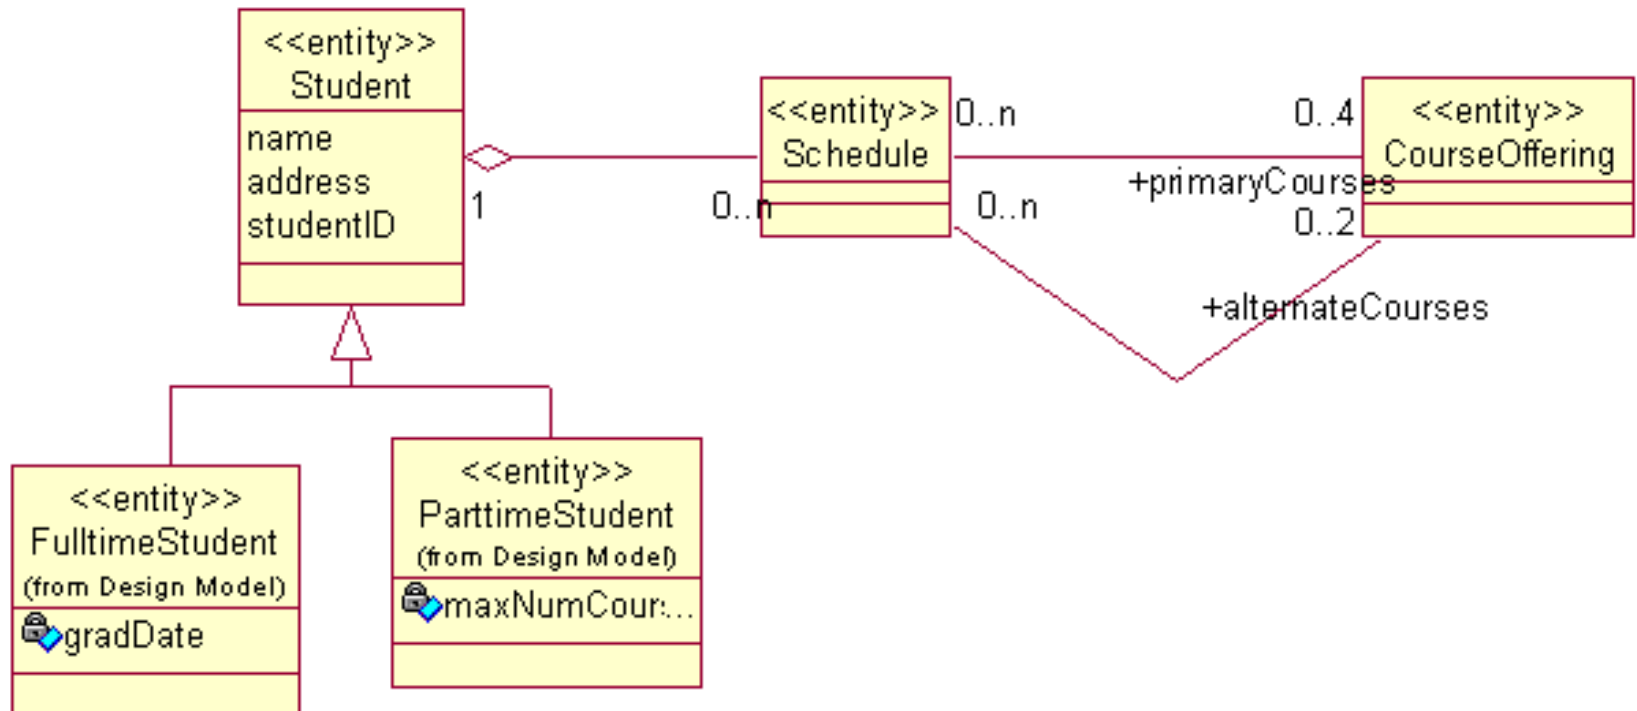 <<entity>>
Student
name
address
studentID
1
0..n
<<entity>>
Schedule
0..n
0..n
0..4
+primaryCourses
0..2
<<entity>>
CourseOffering
+alternateCourses
<<entity>>
FulltimeStudent
(from Design Model)
gradDate
<<entity>>
ParttimeStudent
(from Design Model)
maxNumCour...